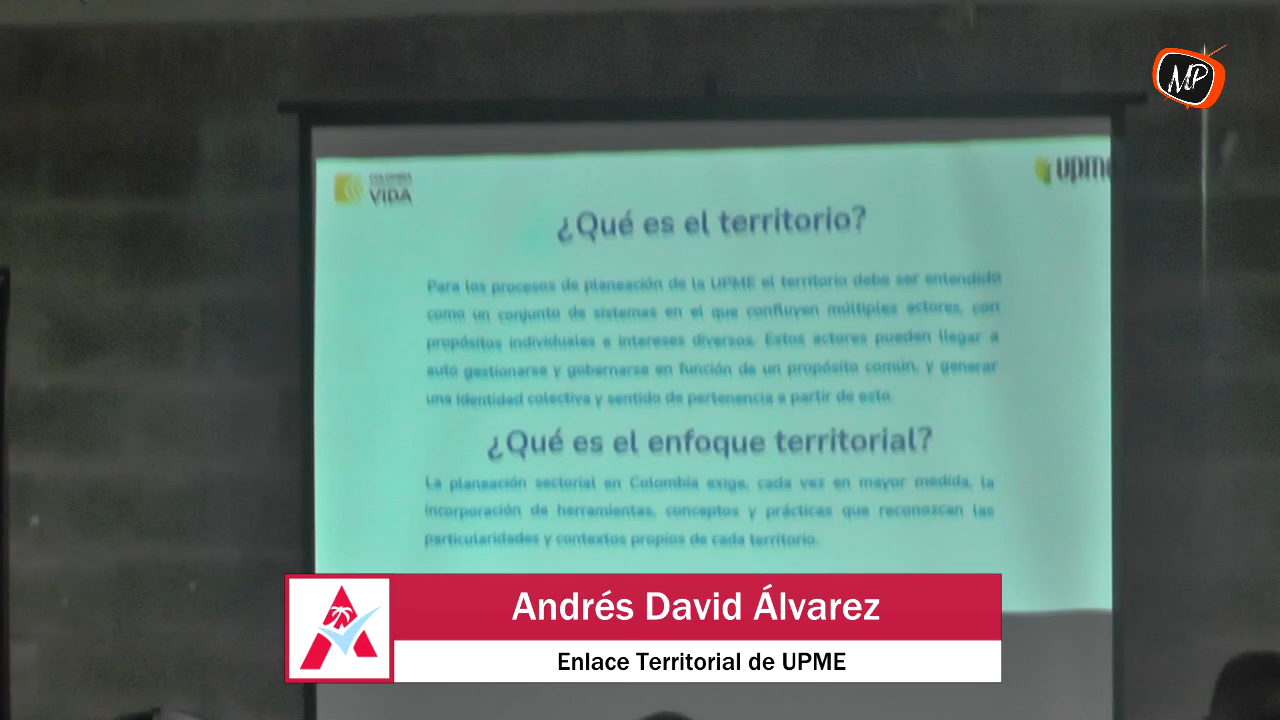 MP
COLOMBIA
VIDA
upme
¿Qué es el territorio?
Para los procesos de planeación de la UPME el territorio debe ser entendido
como un conjunto de sistemas en el que confluyen múltiples actores, con
propósitos individuales e intereses diversos. Estos actores pueden llegar a
auto gestionarse y gobernarse en función de un propósito común, y generar
una identidad colectiva y sentido de pertenencia a partir de esto.
¿Qué es el enfoque territorial?
La planeación sectorial en Colombia exige, cada vez en mayor medida, la
incorporación de herramientas, conceptos y prácticas que reconozcan las
particularidades y contextos propios de cada territorio.
Andrés David Álvarez
Enlace Territorial de UPME